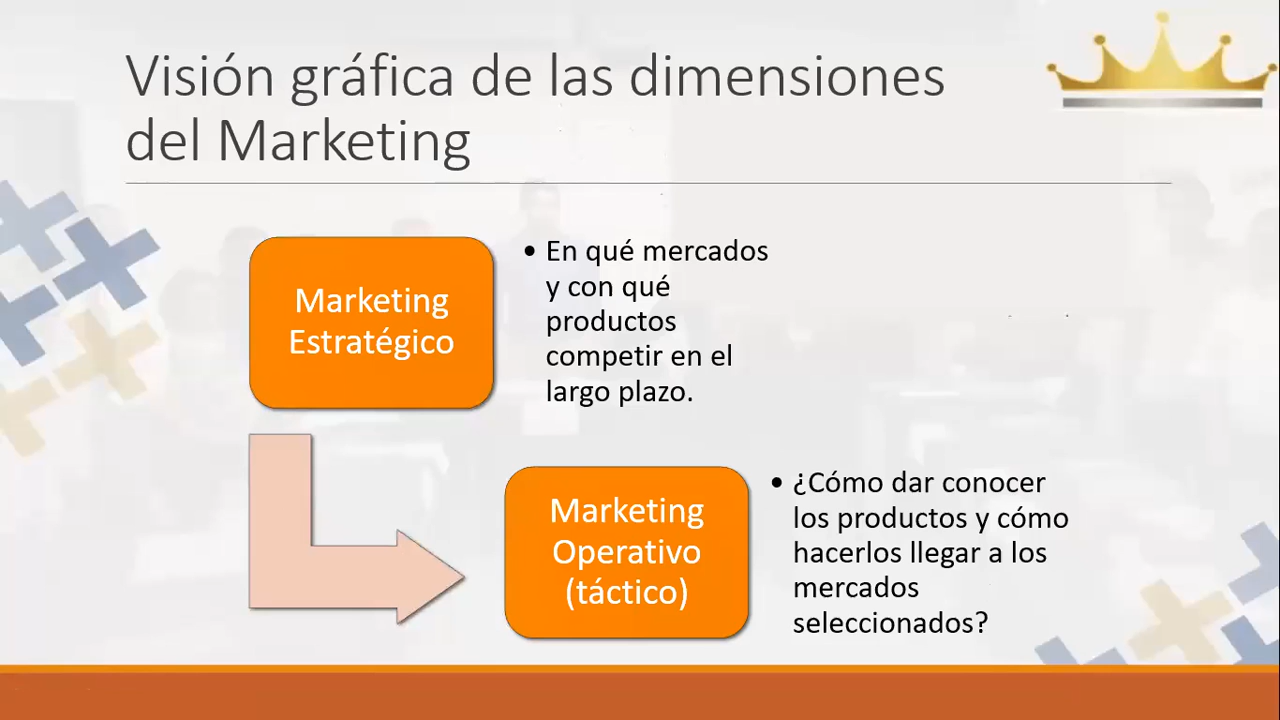 Visión gráfica de las dimensiones
del Marketing
Marketing
Estratégico
• En qué mercados
y con qué
productos
competir en el
largo plazo.
Marketing
Operativo
(táctico)
• ¿Cómo dar conocer
los productos y cómo
hacerlos llegar a los
mercados
seleccionados?